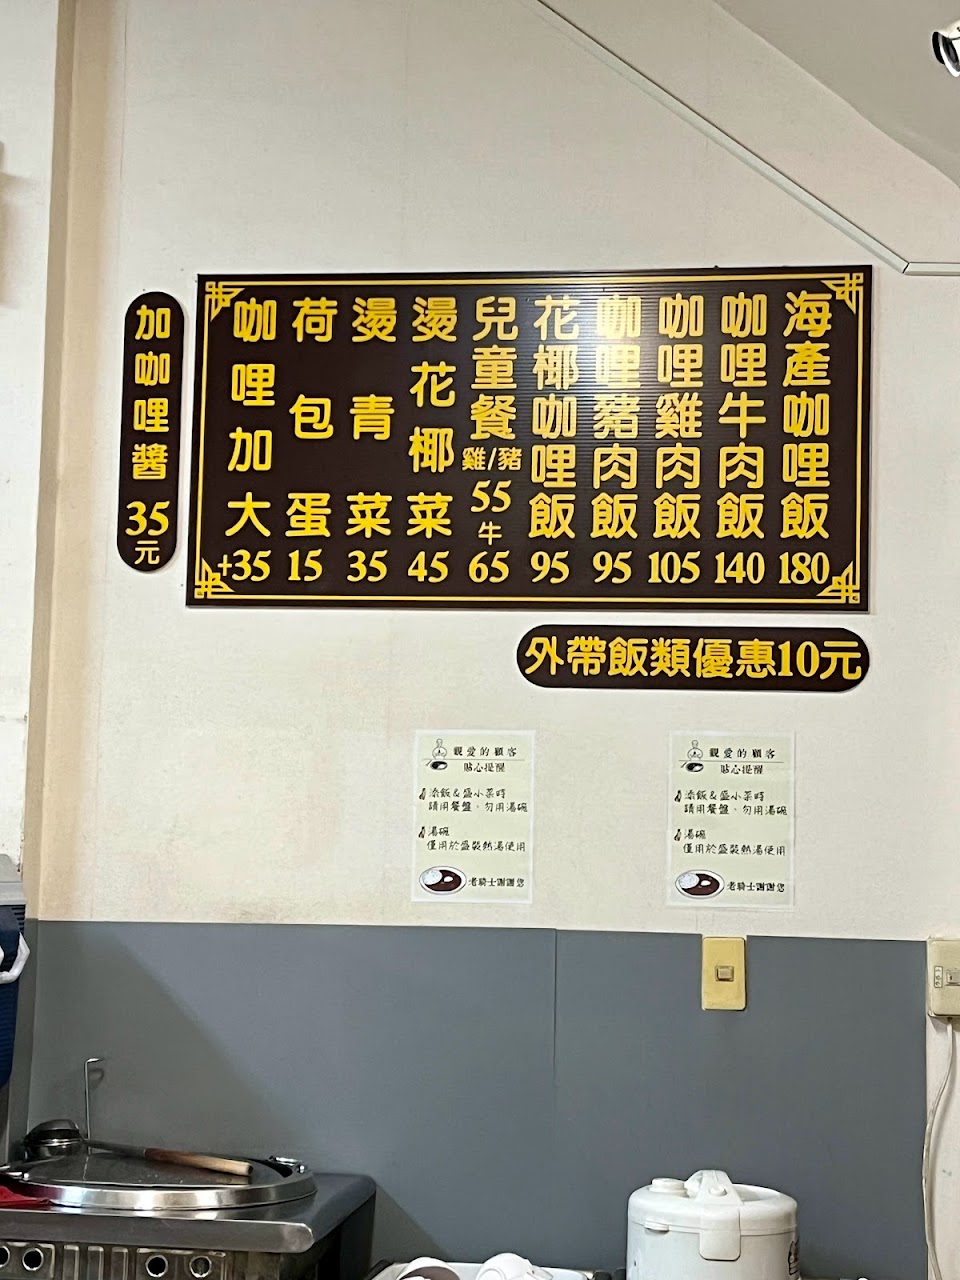 海產咖哩飯 180
咖哩牛肉飯 140
咖哩雞肉飯 105
咖哩豬肉飯 95
花椰咖哩飯 95
兒童餐 雞/豬 55 牛 65
燙花椰菜 45
燙青菜 35
荷包蛋 15
咖哩加大 +35
加咖哩醬 35元
外帶飯類優惠10元
親愛的顧客
貼心提醒
添飯&盛小菜時
請用餐盤。勿用湯碗
湯碗
僅用於盛裝熱湯使用
老騎士謝謝您
親愛的顧客
貼心提醒
添飯&盛小菜時
請用餐盤。勿用湯碗
湯碗
僅用於盛裝熱湯使用
老騎士謝謝您